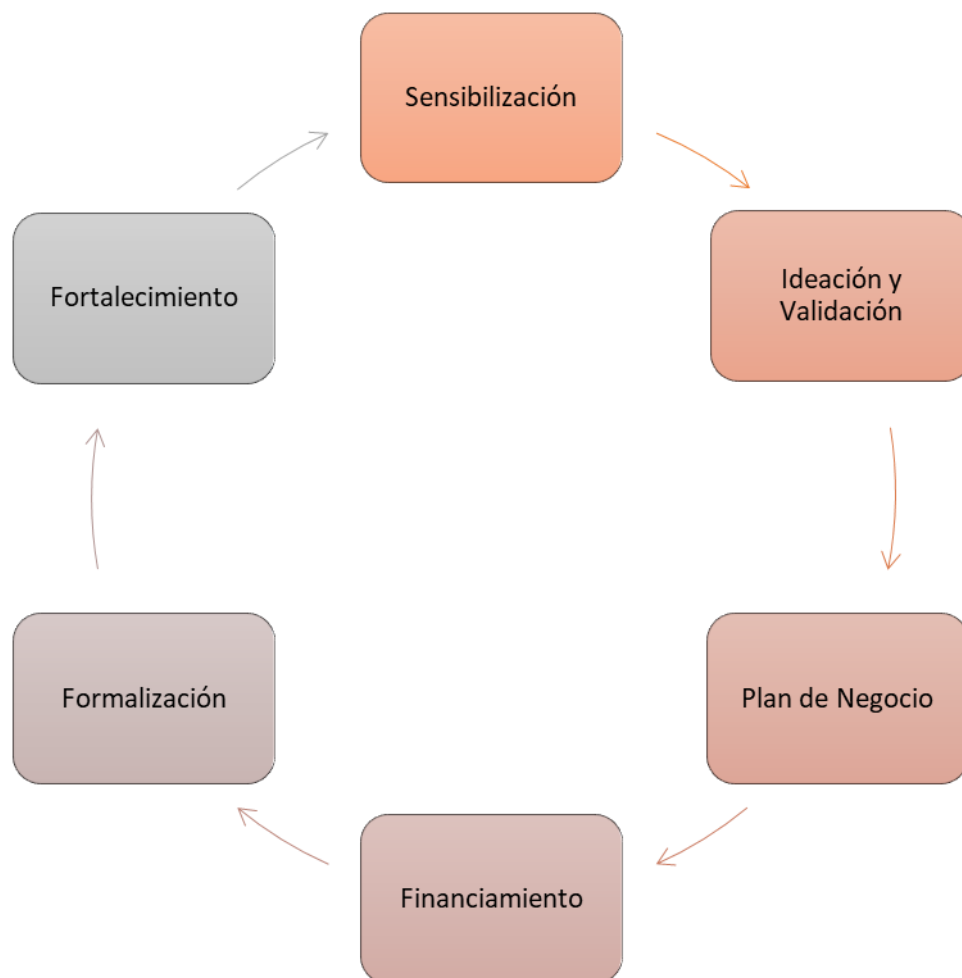 Sensibilización
Ideación y
Validación
Plan de Negocio
Financiamiento
Formalización
Fortalecimiento